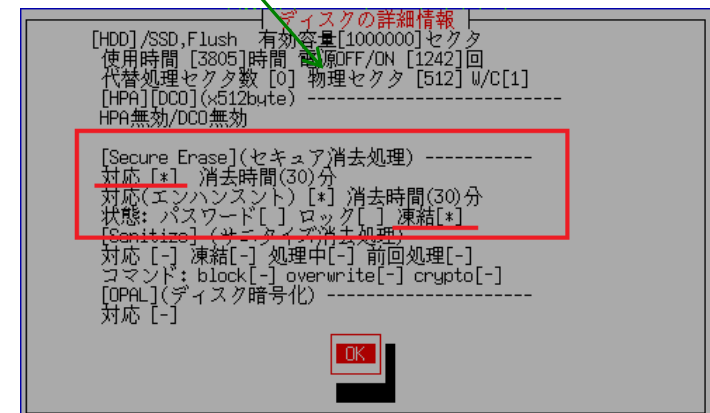 ディスクの詳細情報
[HDD]/SSD,Flush 有効容量[1000000]セクタ
使用時間 [3805]時間 電源OFF/ON [1242]回
代替処理セクタ数 [0] 物理セクタ [512] W/C[1]
[HPA][DCO](x512byte) --------------------------
HPA無効/DCO無効
[Secure Erase](セキュア消去処理) -----------
対応 [*] 消去時間(30)分
対応(エンハンスント) [*] 消去時間(30)分
状態: パスワード[ ] ロック[ ] 凍結[*]
[Sanitize] (サニタイズ消去処理)
対応 [-] 凍結[-] 処理中[-] 前回処理[-]
コマンド: block[-] overwrite[-] crypto[-]
[OPAL](ディスク暗号化) --------------------
対応 [-]
OK